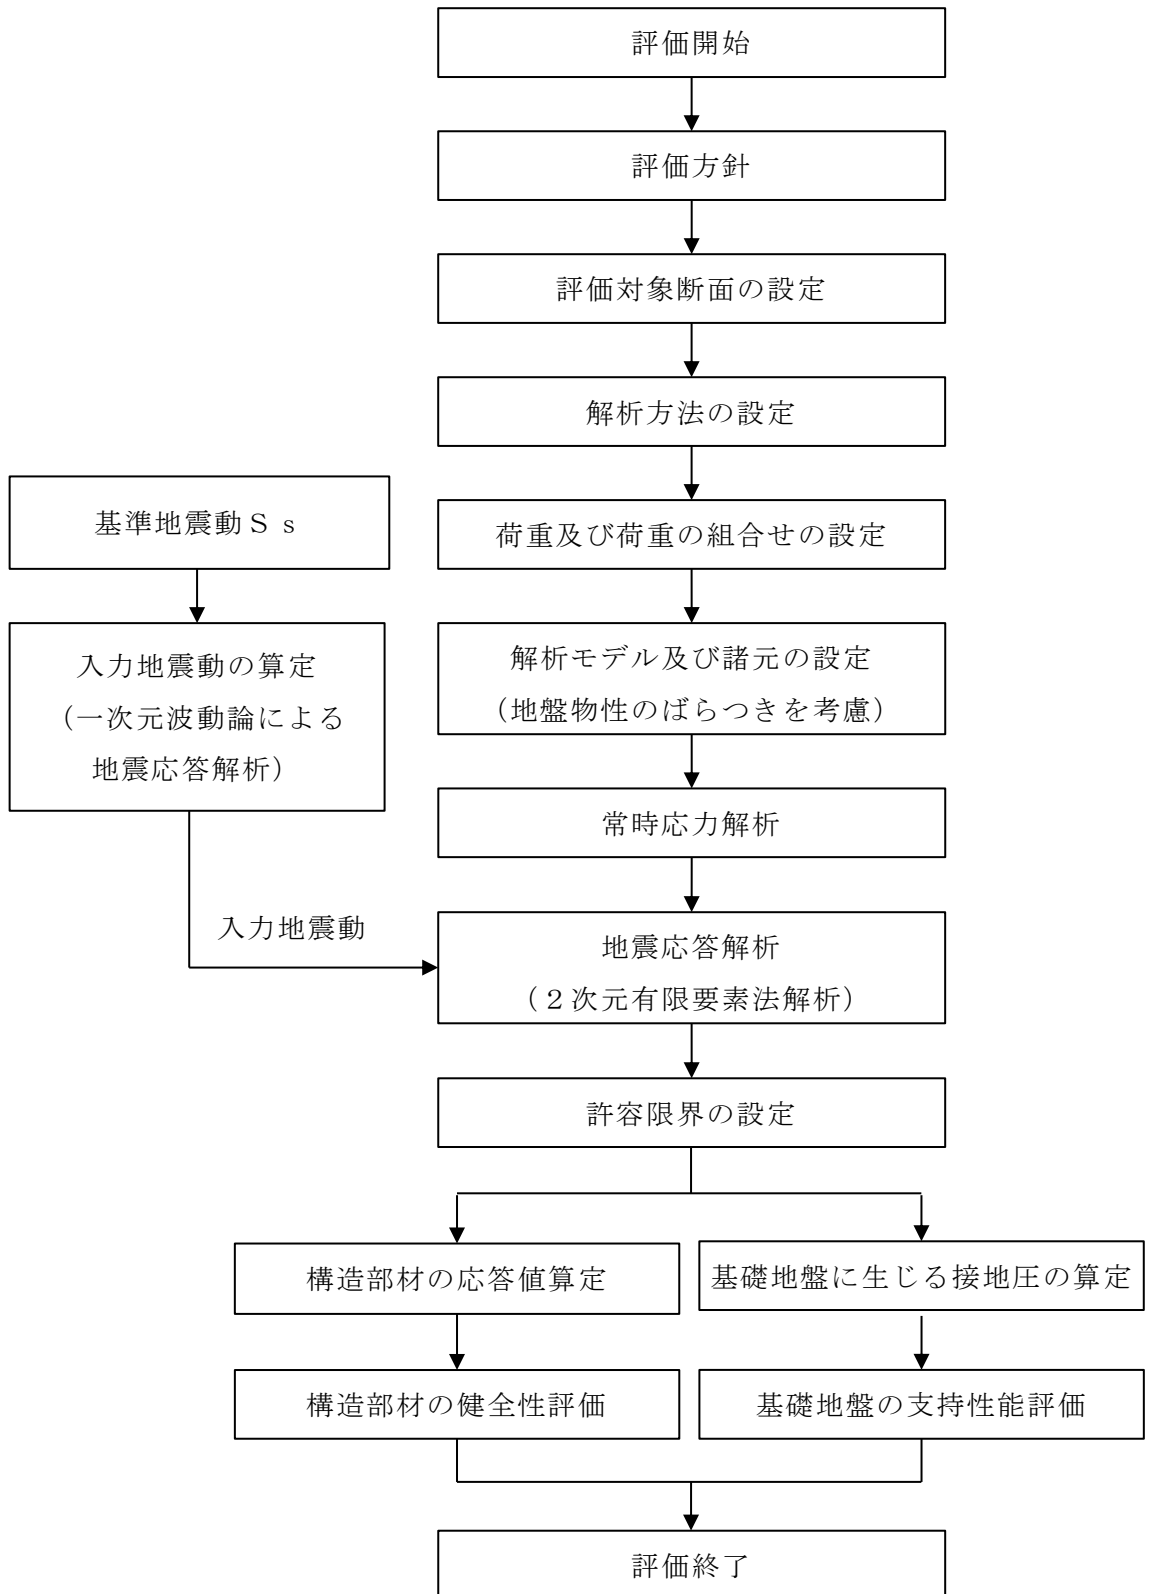 評価開始
評価方針
評価対象断面の設定
解析方法の設定
基準地震動Ｓｓ
荷重及び荷重の組合せの設定
入力地震動の算定
（一次元波動論による
地震応答解析）
解析モデル及び諸元の設定
（地盤物性のばらつきを考慮）
常時応力解析
入力地震動
地震応答解析
（２次元有限要素法解析）
許容限界の設定
構造部材の応答値算定
基礎地盤に生じる接地圧の算定
構造部材の健全性評価
基礎地盤の支持性能評価
評価終了